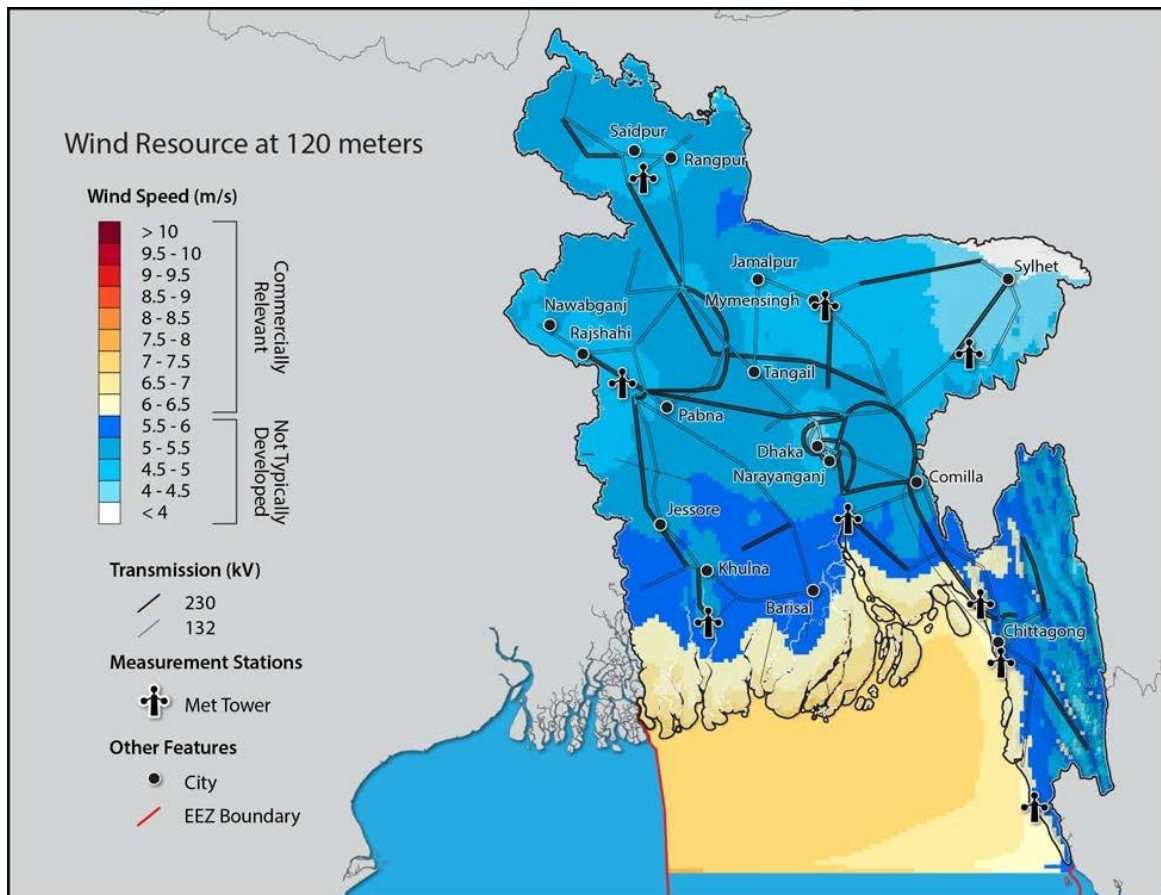 Wind Resource at 120 meters
Wind Speed (m/s)
> 10
9.5 - 10
9 - 9.5
8.5 - 9
8 - 8.5
7.5 - 8
7 - 7.5
6.5 - 7
6 - 6.5
5.5 - 6
5 - 5.5
4.5 - 5
4 - 4.5
< 4
Commercially
Relevant
Not Typically
Developed
Transmission (kV)
230
132
Measurement Stations
Met Tower
Other Features
City
EEZ Boundary
Saidpur
Rangpur
Jamalpur
Sylhet
Mymensingh
Nawabganj
Rajshahi
Tangail
Pabna
Dhaka
Narayanganj
Comilla
Jessore
Khulna
Barisal
Chittagong